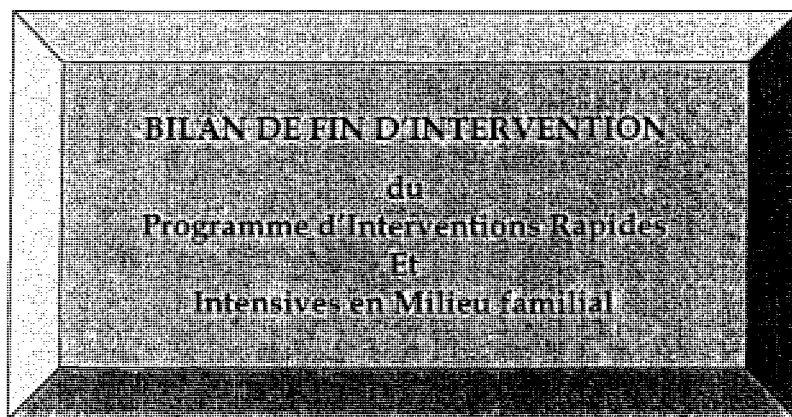 BILAN DE FIN D'INTERVENTION
du
Programme d'Interventions Rapides
Et
Intensives en Milieu familial